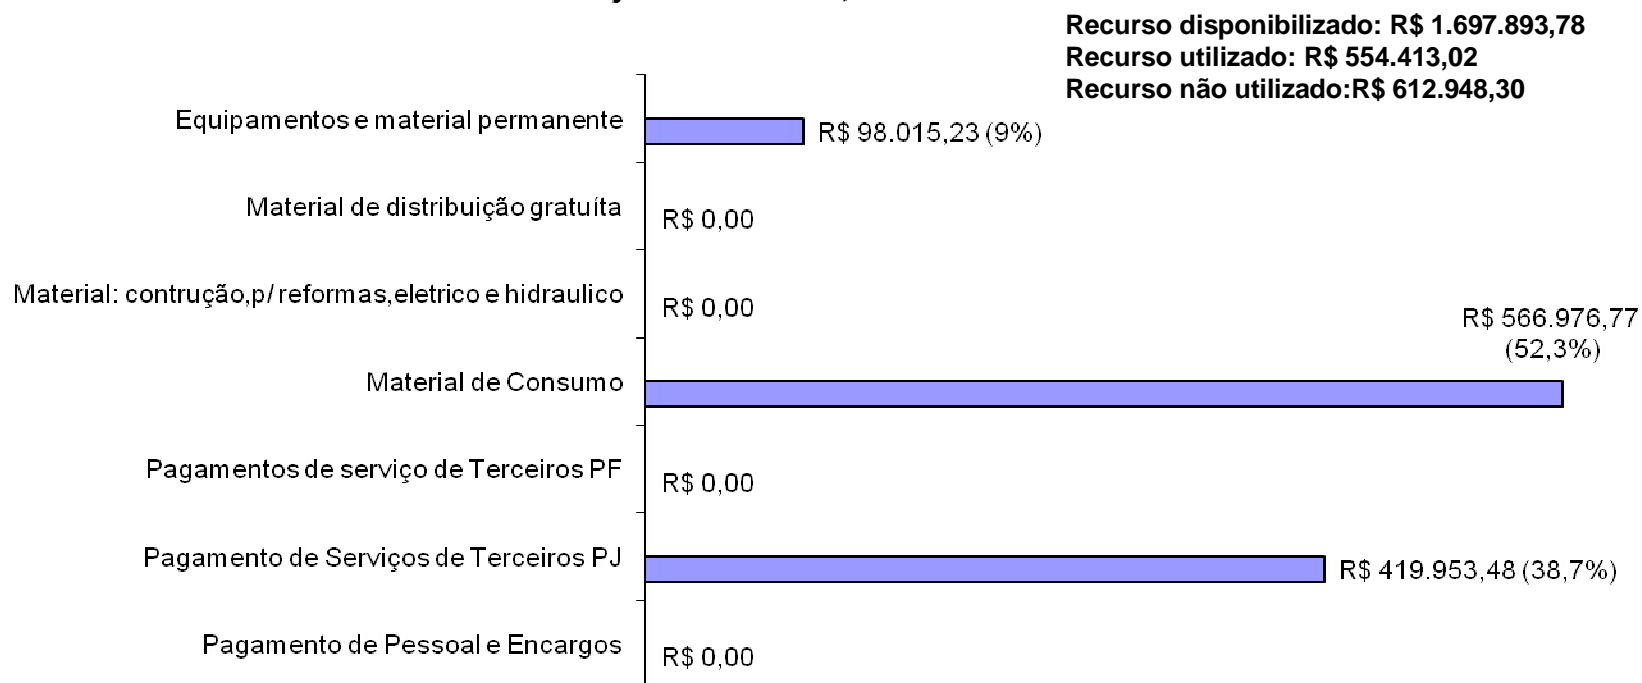 Recurso disponibilizado: R$ 1.697.893,78
Recurso utilizado: R$ 554.413,02
Recurso não utilizado:R$ 612.948,30
Equipamentos e material permanente
R$ 98.015,23 (9%)
Material de distribuição gratuíta
R$ 0,00
Material: contrução,p/ reformas,eletrico e hidraulico
R$ 0,00
R$ 566.976,77
(52,3%)
Material de Consumo
Pagamentos de serviço de Terceiros PF
R$ 0,00
Pagamento de Serviços de Terceiros PJ
R$ 419.953,48 (38,7%)
Pagamento de Pessoal e Encargos
R$ 0,00